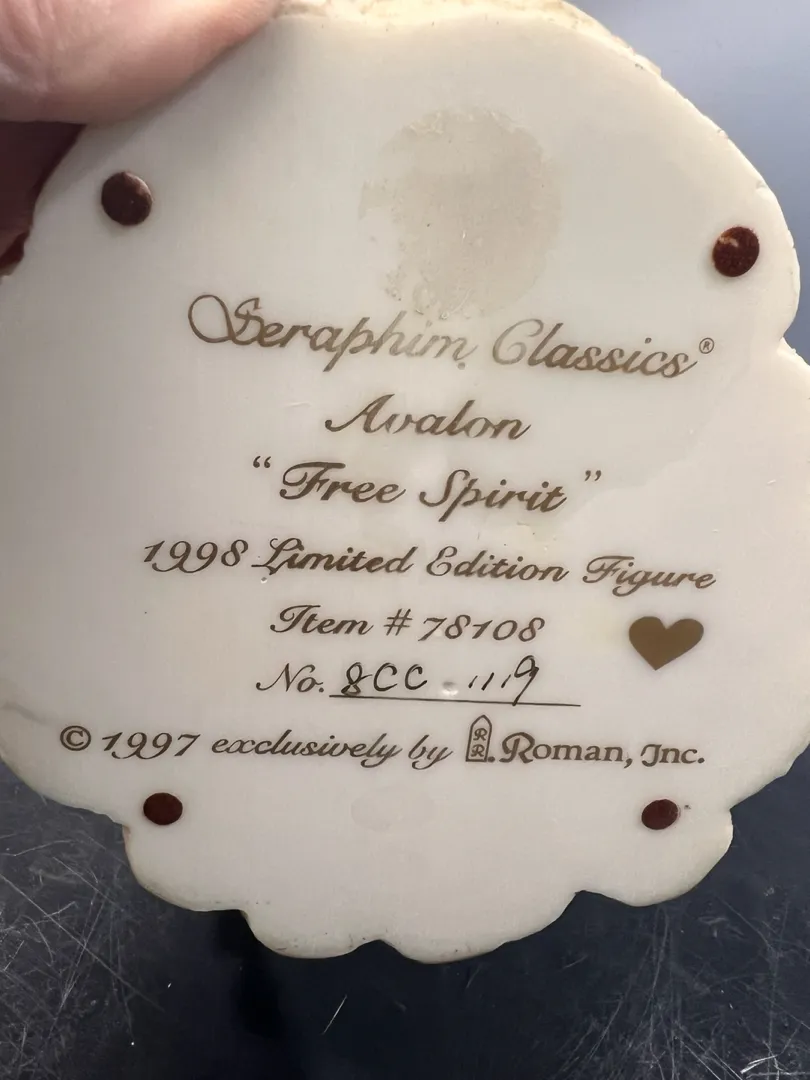 Seraphim Classics®
Avalon
“Free Spirit”
1998 Limited Edition Figure
Item # 78108
No. 8CC - 1119
© 1997 exclusively by RR. Roman, Inc.